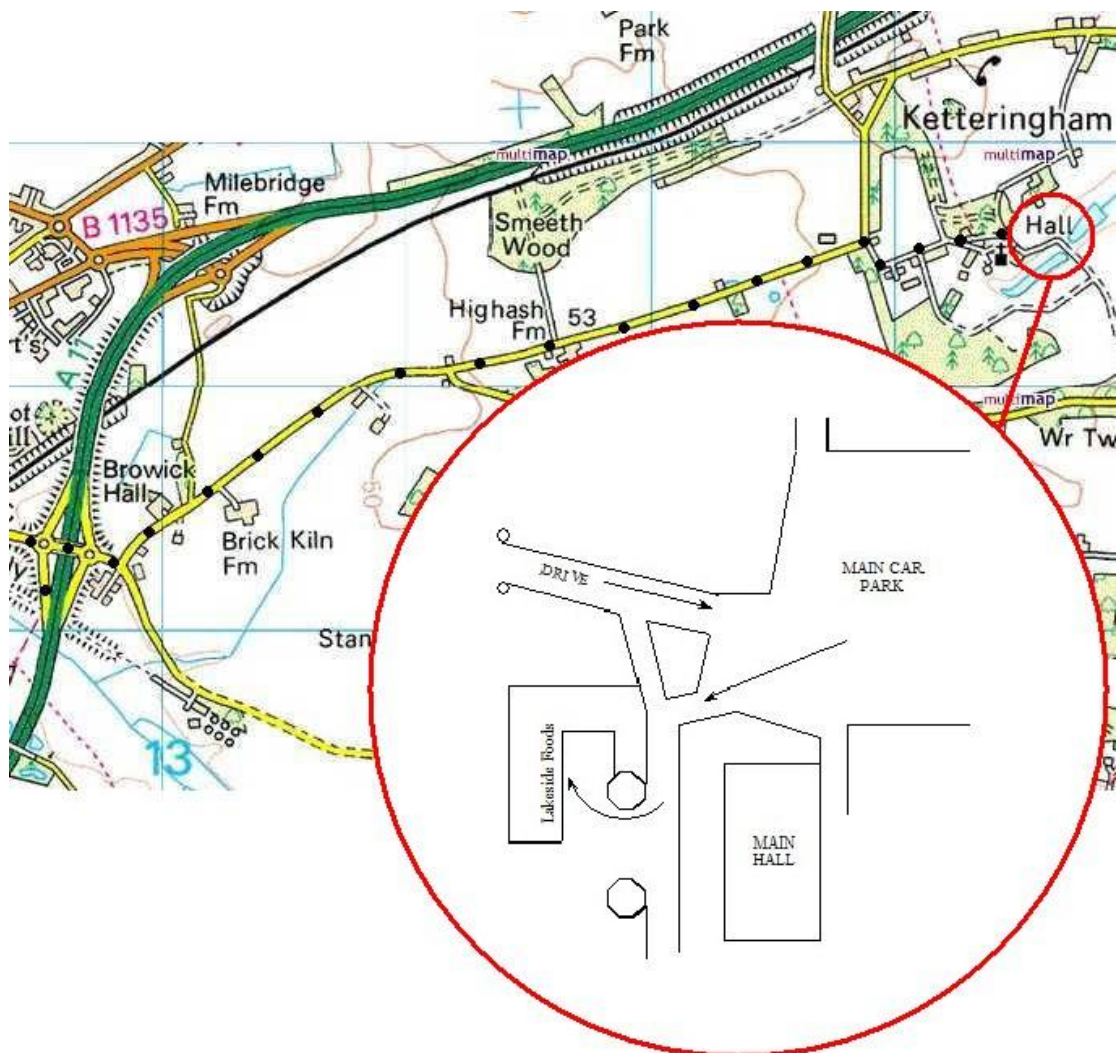 Park
Fm
Ketteringham
multimap
multimap
Milebridge
Fm
B 1135
Smeeth
Wood
Hall
Highash
Fm
53
A 11
multimap
Wr Tw
Browick
Hall
50
Brick Kiln
Fm
DRIVE
MAIN CAR
PARK
Stan
13
Lakeside Foods
MAIN
HALL